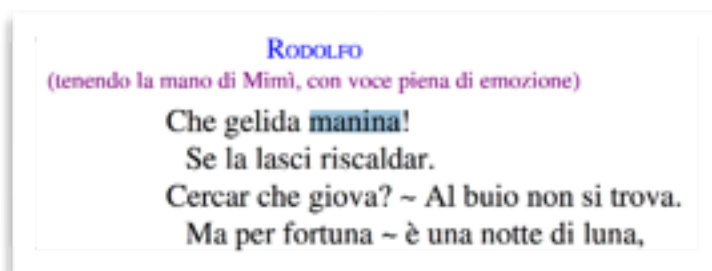 RODOLFO
(tenendo la mano di Mimì, con voce piena di emozione)
Che gelida manina!
Se la lasci riscaldar.
Cercar che giova? ~ Al buio non si trova.
Ma per fortuna ~ è una notte di luna,